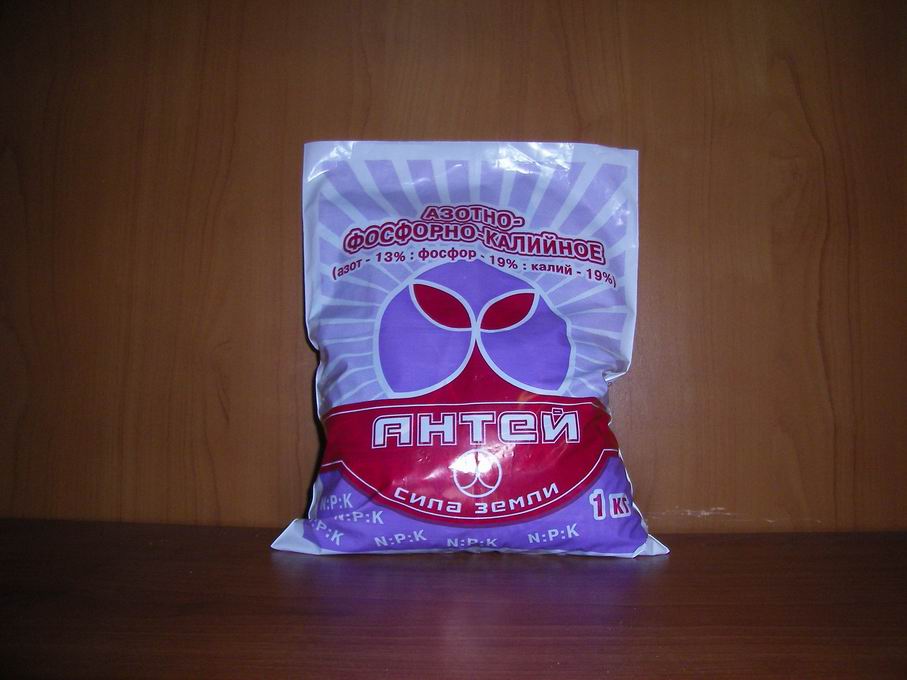 АЗОТНО-
ФОСФОРНО-КАЛИЙНОЕ
(азот - 13% : фосфор - 19% : калий - 19%)
АНТЕЙ
сила земли
1 кг
N:P:K
N:P:K
P:K
N:P:K
N:P:K
N:P:K